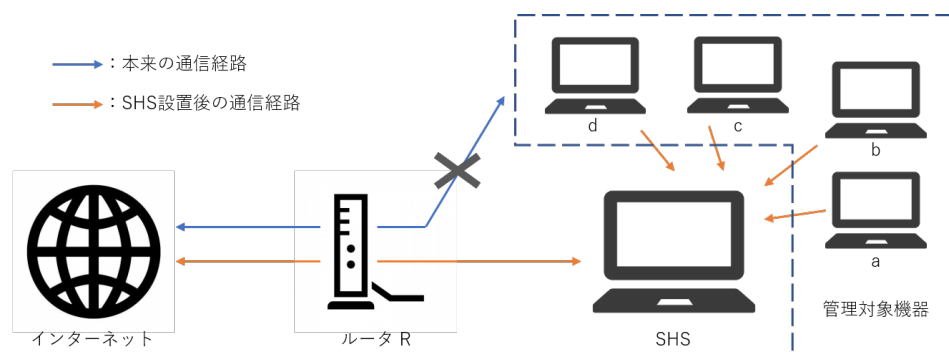 ：本来の通信経路
：SHS設置後の通信経路
d
c
b
a
インターネット
ルータ R
SHS
管理対象機器